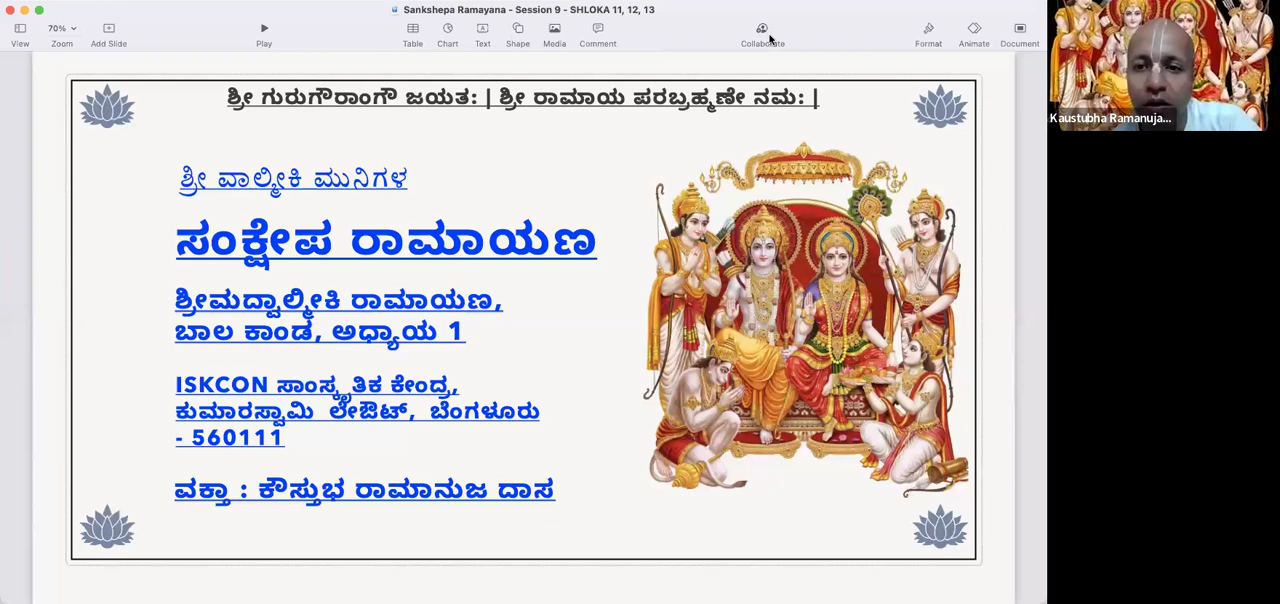 Sankshepa Ramayana - Session 9 - SHLOKA 11, 12, 13
70%
View
Zoom
Add Slide
Play
Table
Chart
Text
Shape
Media
Comment
Collaborate
Format
Animate
Document
ಶ್ರೀ ಗುರುಗೌರಾಂಗೌ ಜಯತಃ | ಶ್ರೀ ರಾಮಾಯ ಪರಬ್ರಹ್ಮಣೇ ನಮಃ |
ಶ್ರೀ ವಾಲ್ಮೀಕಿ ಮುನಿಗಳ
ಸಂಕ್ಷೇಪ ರಾಮಾಯಣ
ಶ್ರೀಮದ್ವಾಲ್ಮೀಕಿ ರಾಮಾಯಣ,
ಬಾಲ ಕಾಂಡ, ಅಧ್ಯಾಯ 1
ISKCON ಸಾಂಸ್ಕೃತಿಕ ಕೇಂದ್ರ,
ಕುಮಾರಸ್ವಾಮಿ ಲೇಔಟ್, ಬೆಂಗಳೂರು
- 560111
ವಕ್ತಾ : ಕೌಸ್ತುಭ ರಾಮಾನುಜ ದಾಸ
Kaustubha Ramanuja...